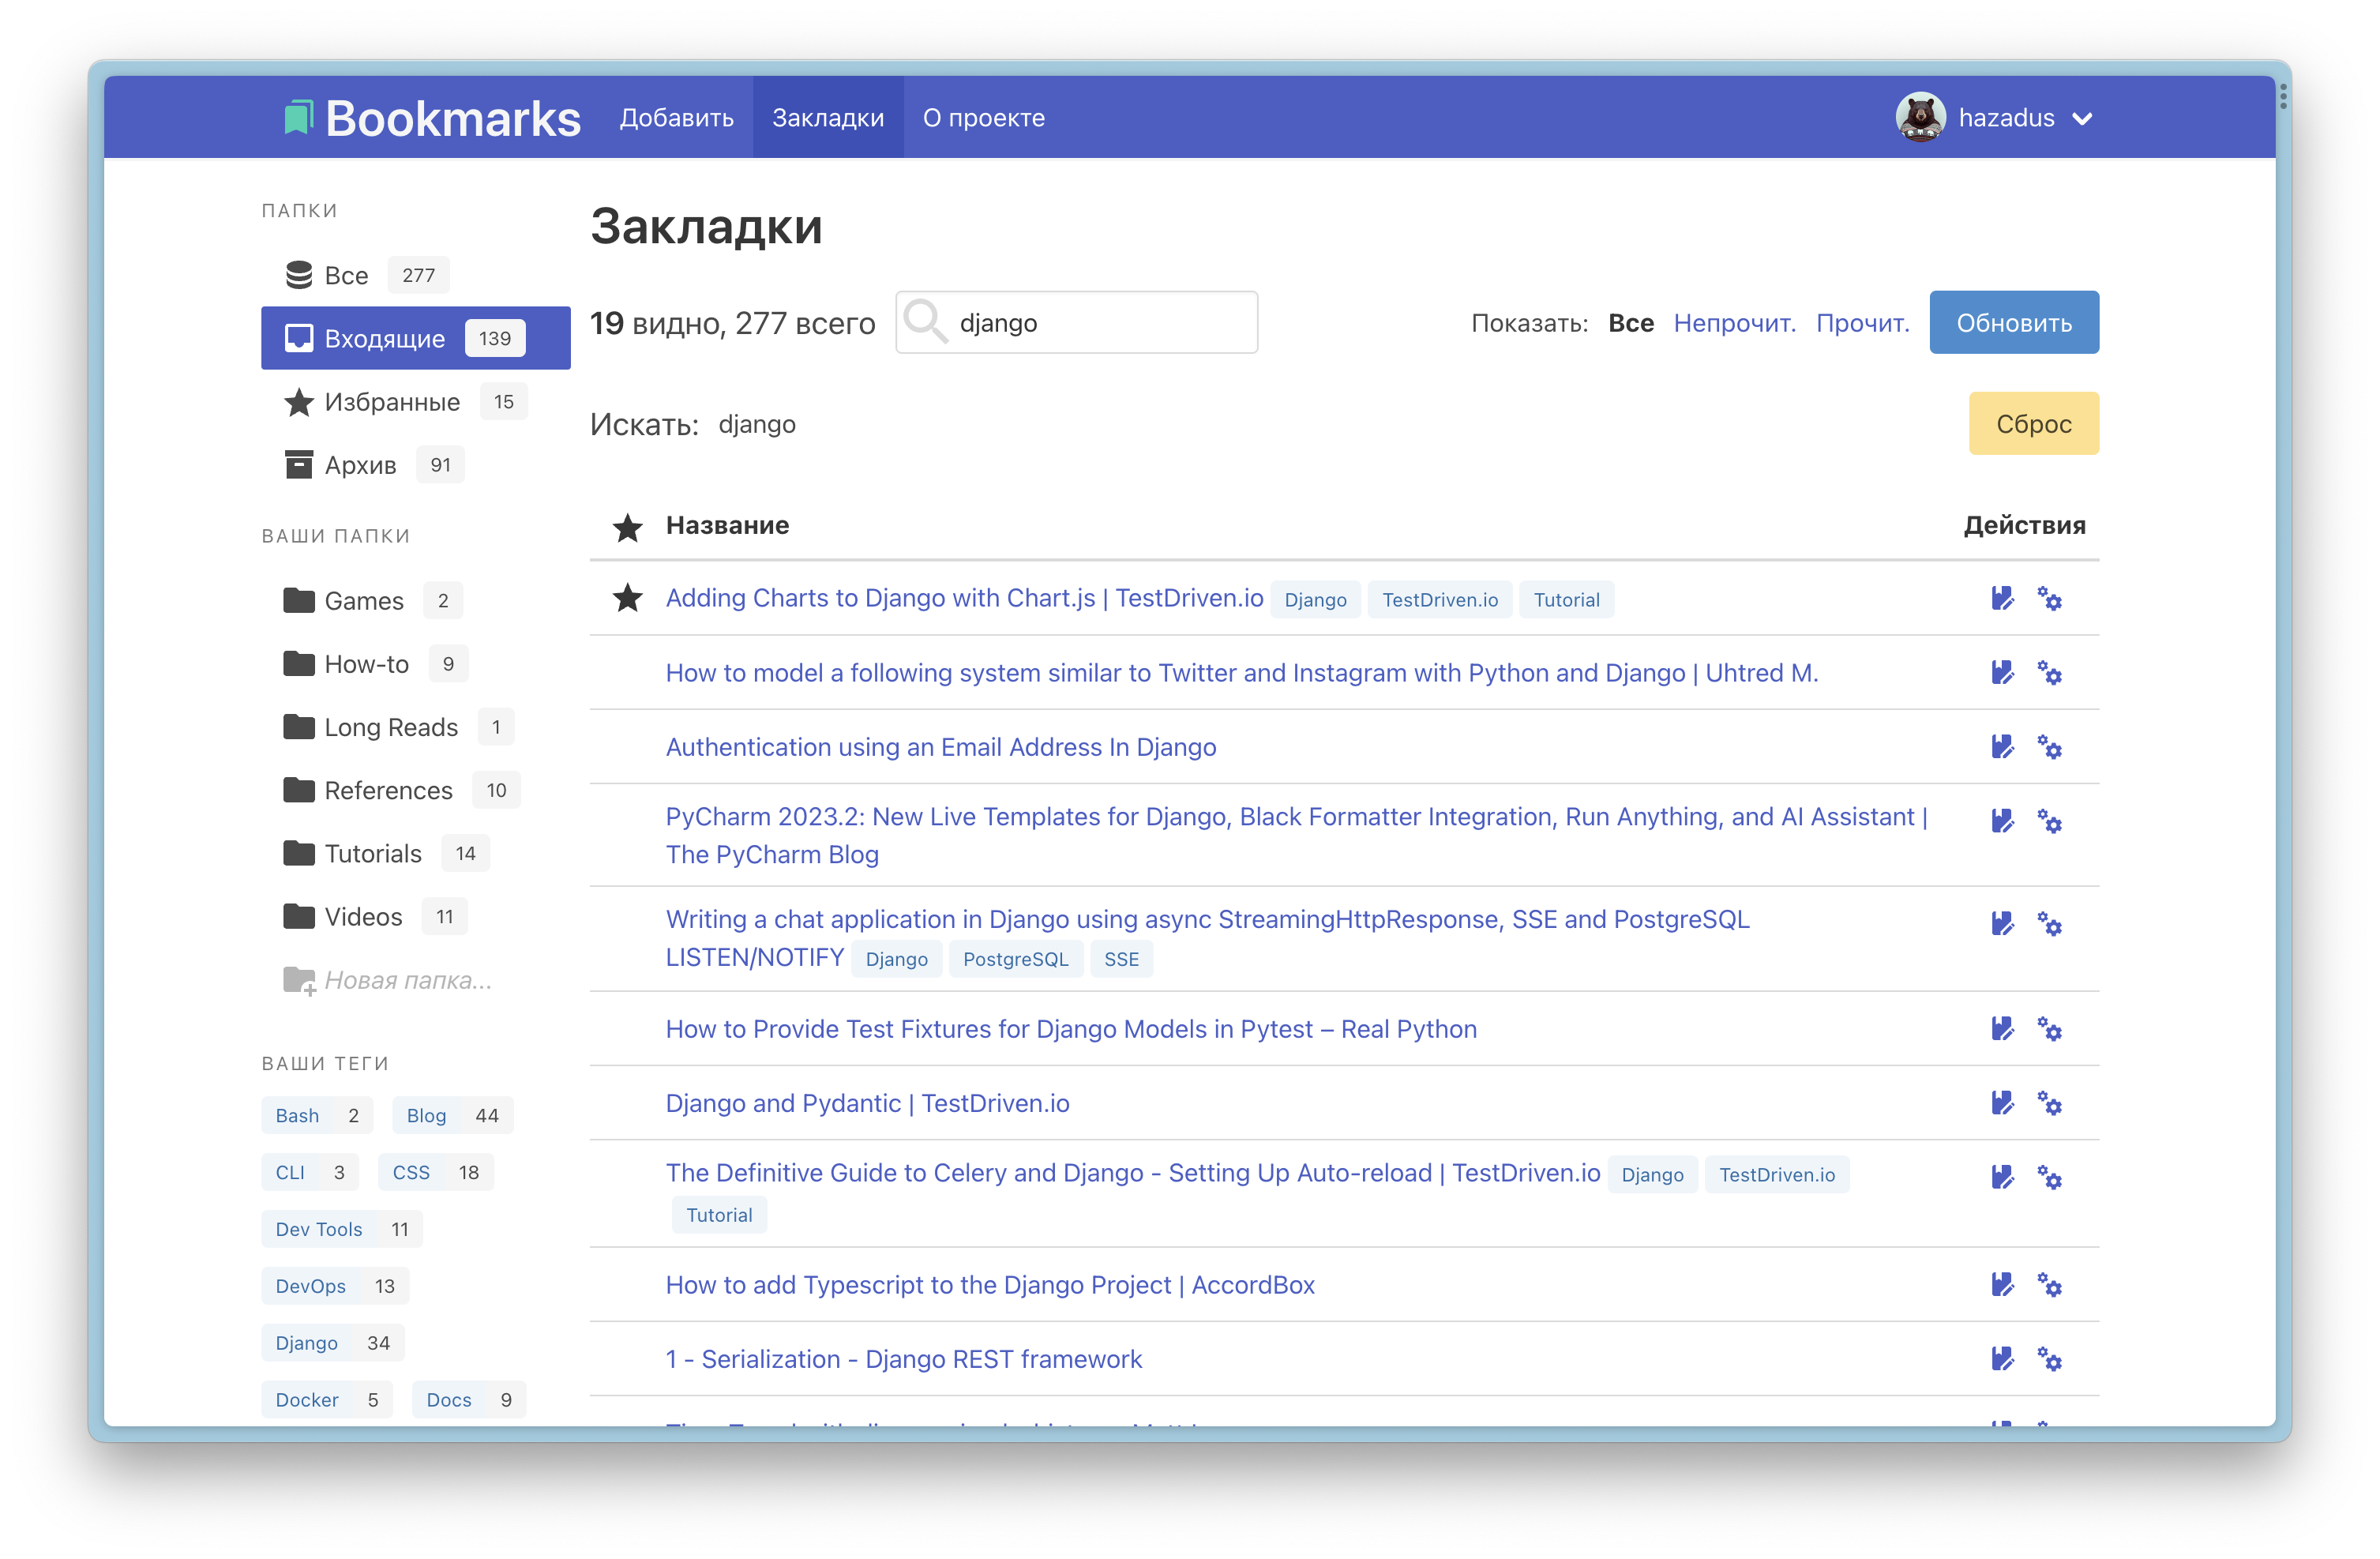 Bookmarks Добавить Закладки О проекте hazadus
ПАПКИ
Все 277
Входящие 139
Избранные 15
Архив 91
ВАШИ ПАПКИ
Games 2
How-to 9
Long Reads 1
References 10
Tutorials 14
Videos 11
Новая папка...
ВАШИ ТЕГИ
Bash 2 Blog 44
CLI 3 CSS 18
Dev Tools 11
DevOps 13
Django 34
Docker 5 Docs 9
Закладки
19 видно, 277 всего django Показать: Все Непрочит. Прочит. Обновить
Искать: django Сброс
Название Действия
Adding Charts to Django with Chart.js | TestDriven.io Django TestDriven.io Tutorial
How to model a following system similar to Twitter and Instagram with Python and Django | Uhtred M.
Authentication using an Email Address In Django
PyCharm 2023.2: New Live Templates for Django, Black Formatter Integration, Run Anything, and AI Assistant |
The PyCharm Blog
Writing a chat application in Django using async StreamingHttpResponse, SSE and PostgreSQL
LISTEN/NOTIFY Django PostgreSQL SSE
How to Provide Test Fixtures for Django Models in Pytest – Real Python
Django and Pydantic | TestDriven.io
The Definitive Guide to Celery and Django - Setting Up Auto-reload | TestDriven.io Django TestDriven.io
Tutorial
How to add Typescript to the Django Project | AccordBox
1 - Serialization - Django REST framework